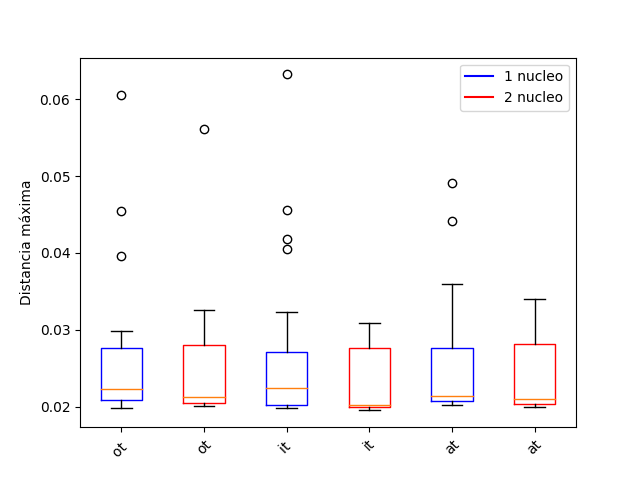 1 nucleo
2 nucleo
0.06
0.05
0.04
0.03
0.02
Distancia máxima
ot
ot
it
it
at
at